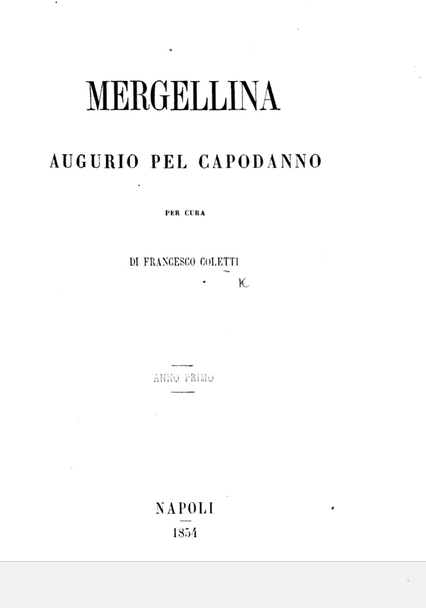 MERGELLINA
AUGURIO PEL CAPODANNO
PER CURA
DI FRANCESCO COLETTI
ANNO PRIMO
NAPOLI
1854